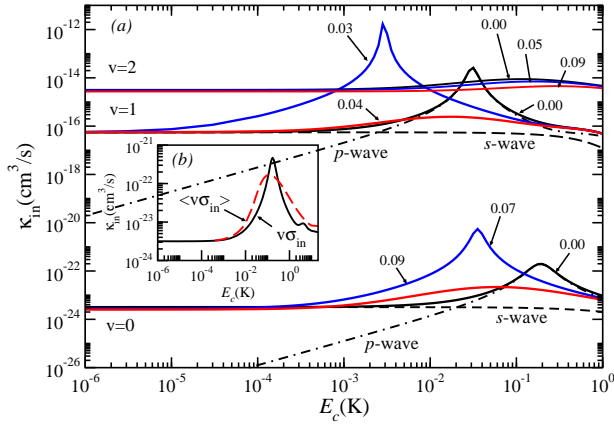 (a)
0.03
0.00
0.05
0.09
v=2
v=1
0.04
0.00
p-wave
s-wave
κ_in(cm^3/s)
10^-12
10^-14
10^-16
10^-18
10^-20
10^-22
10^-24
10^-26
(b)
κ_in(cm^3/s)
10^-21
10^-22
10^-23
10^-24
<vσ_in>
vσ_in
10^-6 10^-4 10^-2 10^0
E_c(K)
0.07
0.00
0.09
s-wave
v=0
p-wave
10^-6 10^-5 10^-4 10^-3 10^-2 10^-1 10^0
E_c(K)